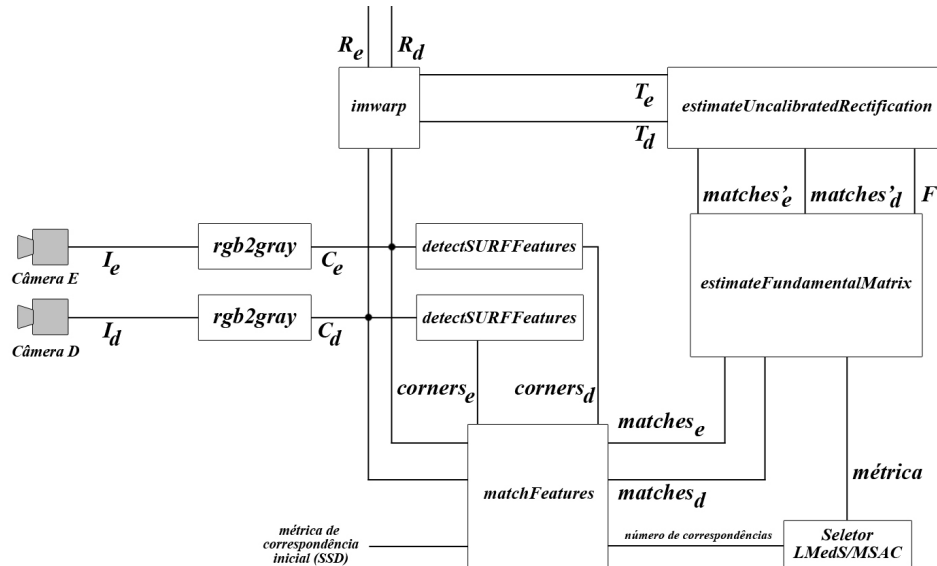 R_e R_d
imwarp
T_e
T_d
estimateUncalibratedRectification
matches'_e matches'_d F
Câmera E
I_e
rgb2gray
C_e
detectSURFFeatures
estimateFundamentalMatrix
Câmera D
I_d
rgb2gray
C_d
detectSURFFeatures
corners_e corners_d
matches_e
matches_d
matchFeatures
métrica
métrica de
correspondência
inicial (SSD)
número de correspondências
Seletor
LMedS/MSAC